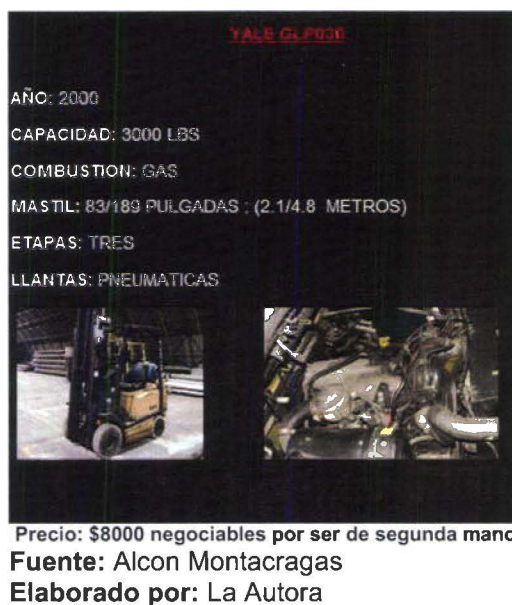 YALE GLP030
AÑO: 2000
CAPACIDAD: 3000 LBS
COMBUSTION: GAS
MASTIL: 83/189 PULGADAS ; (2.1/4.8 METROS)
ETAPAS: TRES
LLANTAS: PNEUMATICAS
Precio: $8000 negociables por ser de segunda mano
Fuente: Alcon Montacragas
Elaborado por: La Autora